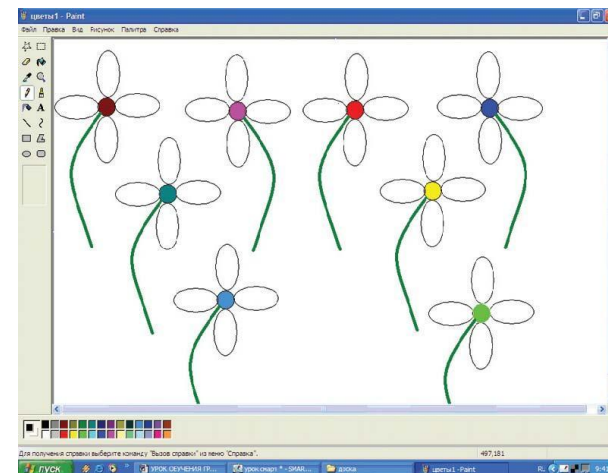 цветы1 - Paint
Файл Правка Вид Рисунок Палитра Справка
A
Для получения справки выберите команду "Вызов справки" из меню "Справка".
497,181
пуск
УРОК ОБУЧЕНИЯ ГР...
урок смарт * - SMAR...
доска
цветы1 - Paint